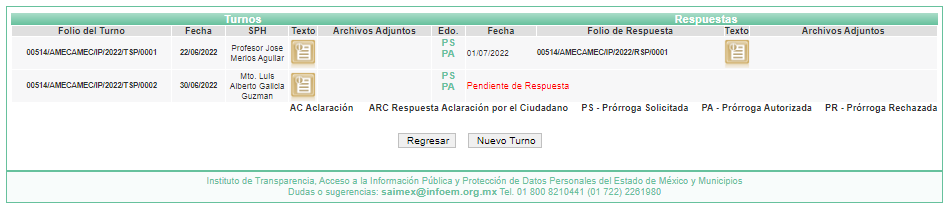 Turnos Respuestas
Folio del Turno Fecha SPH Texto Archivos Adjuntos Edo. Fecha Folio de Respuesta Texto Archivos Adjuntos
00514/AMECAMEC/IP/2022/TSP/0001 22/06/2022 Profesor Jose Merlos Aguilar PS PA 01/07/2022 00514/AMECAMEC/IP/2022/RSP/0001
00514/AMECAMEC/IP/2022/TSP/0002 30/06/2022 Mto. Luis Alberto Galicia Guzman PS PA Pendiente de Respuesta
AC Aclaración ARC Respuesta Aclaración por el Ciudadano PS - Prórroga Solicitada PA - Prórroga Autorizada PR - Prórroga Rechazada
Regresar Nuevo Turno
Instituto de Transparencia, Acceso a la Información Pública y Protección de Datos Personales del Estado de México y Municipios
Dudas o sugerencias: saimex@infoem.org.mx Tel. 01 800 8210441 (01 722) 2261980